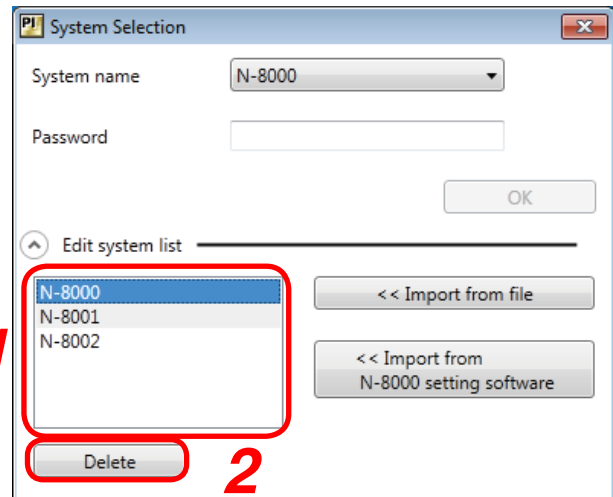 PJ System Selection
System name N-8000
Password
OK
Edit system list
N-8000
N-8001
N-8002
<< Import from file
<< Import from
N-8000 setting software
Delete
2